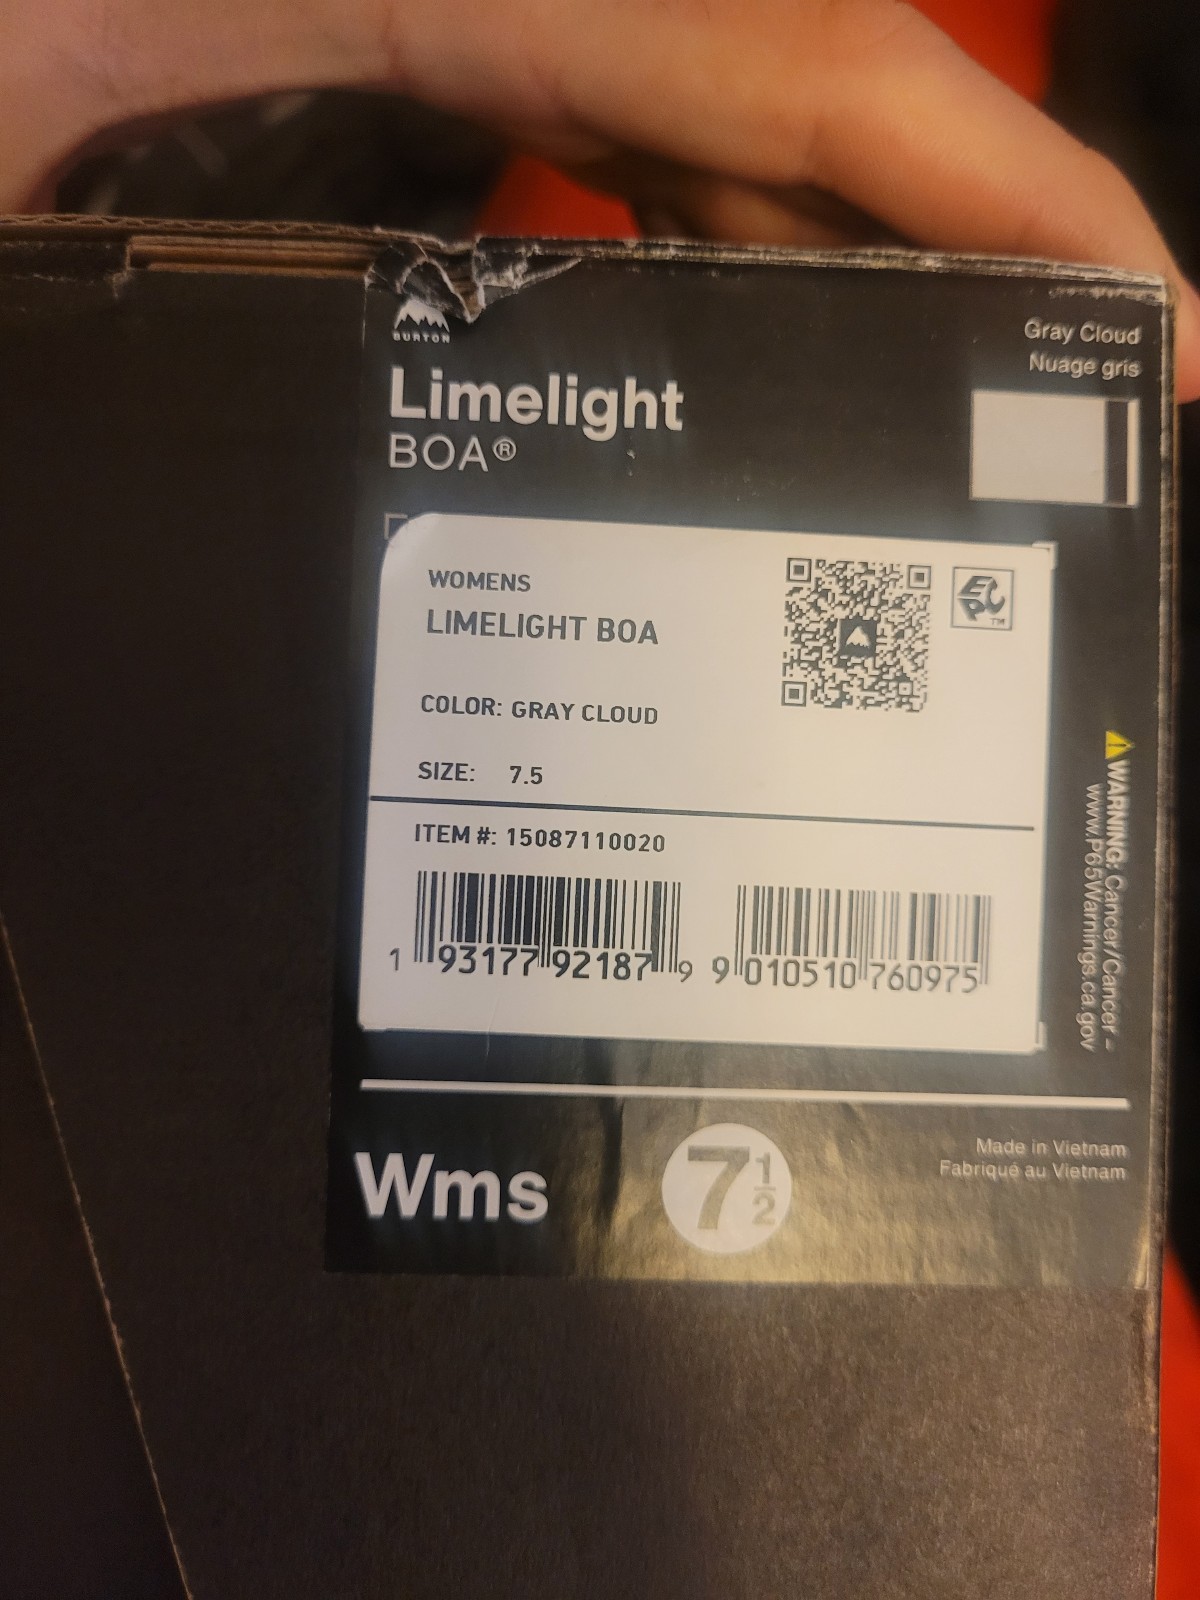 BURTON
Limelight
BOA®
Gray Cloud
Nuage gris
WOMENS
LIMELIGHT BOA
EPC™
COLOR: GRAY CLOUD
SIZE: 7.5
ITEM #: 15087110020
1 93177 92187 9
9 010510 760975
⚠WARNING: Cancer/Cancer -
www.P65Warnings.ca.gov
Wms
7 1/2
Made in Vietnam
Fabriqué au Vietnam